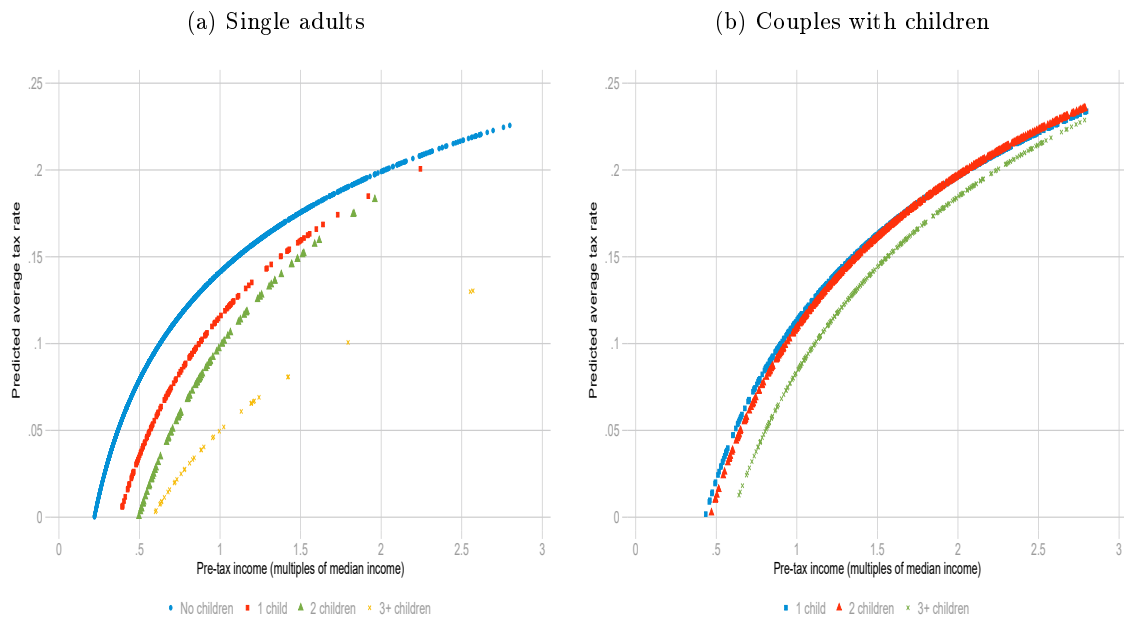 (a) Single adults
(b) Couples with children
Predicted average tax rate
.25
.2
.15
.1
.05
0
0 .5 1 1.5 2 2.5 3
Pre-tax income (multiples of median income)
No children 1 child 2 children 3+ children
Predicted average tax rate
.25
.2
.15
.1
.05
0
0 .5 1 1.5 2 2.5 3
Pre-tax income (multiples of median income)
1 child 2 children 3+ children